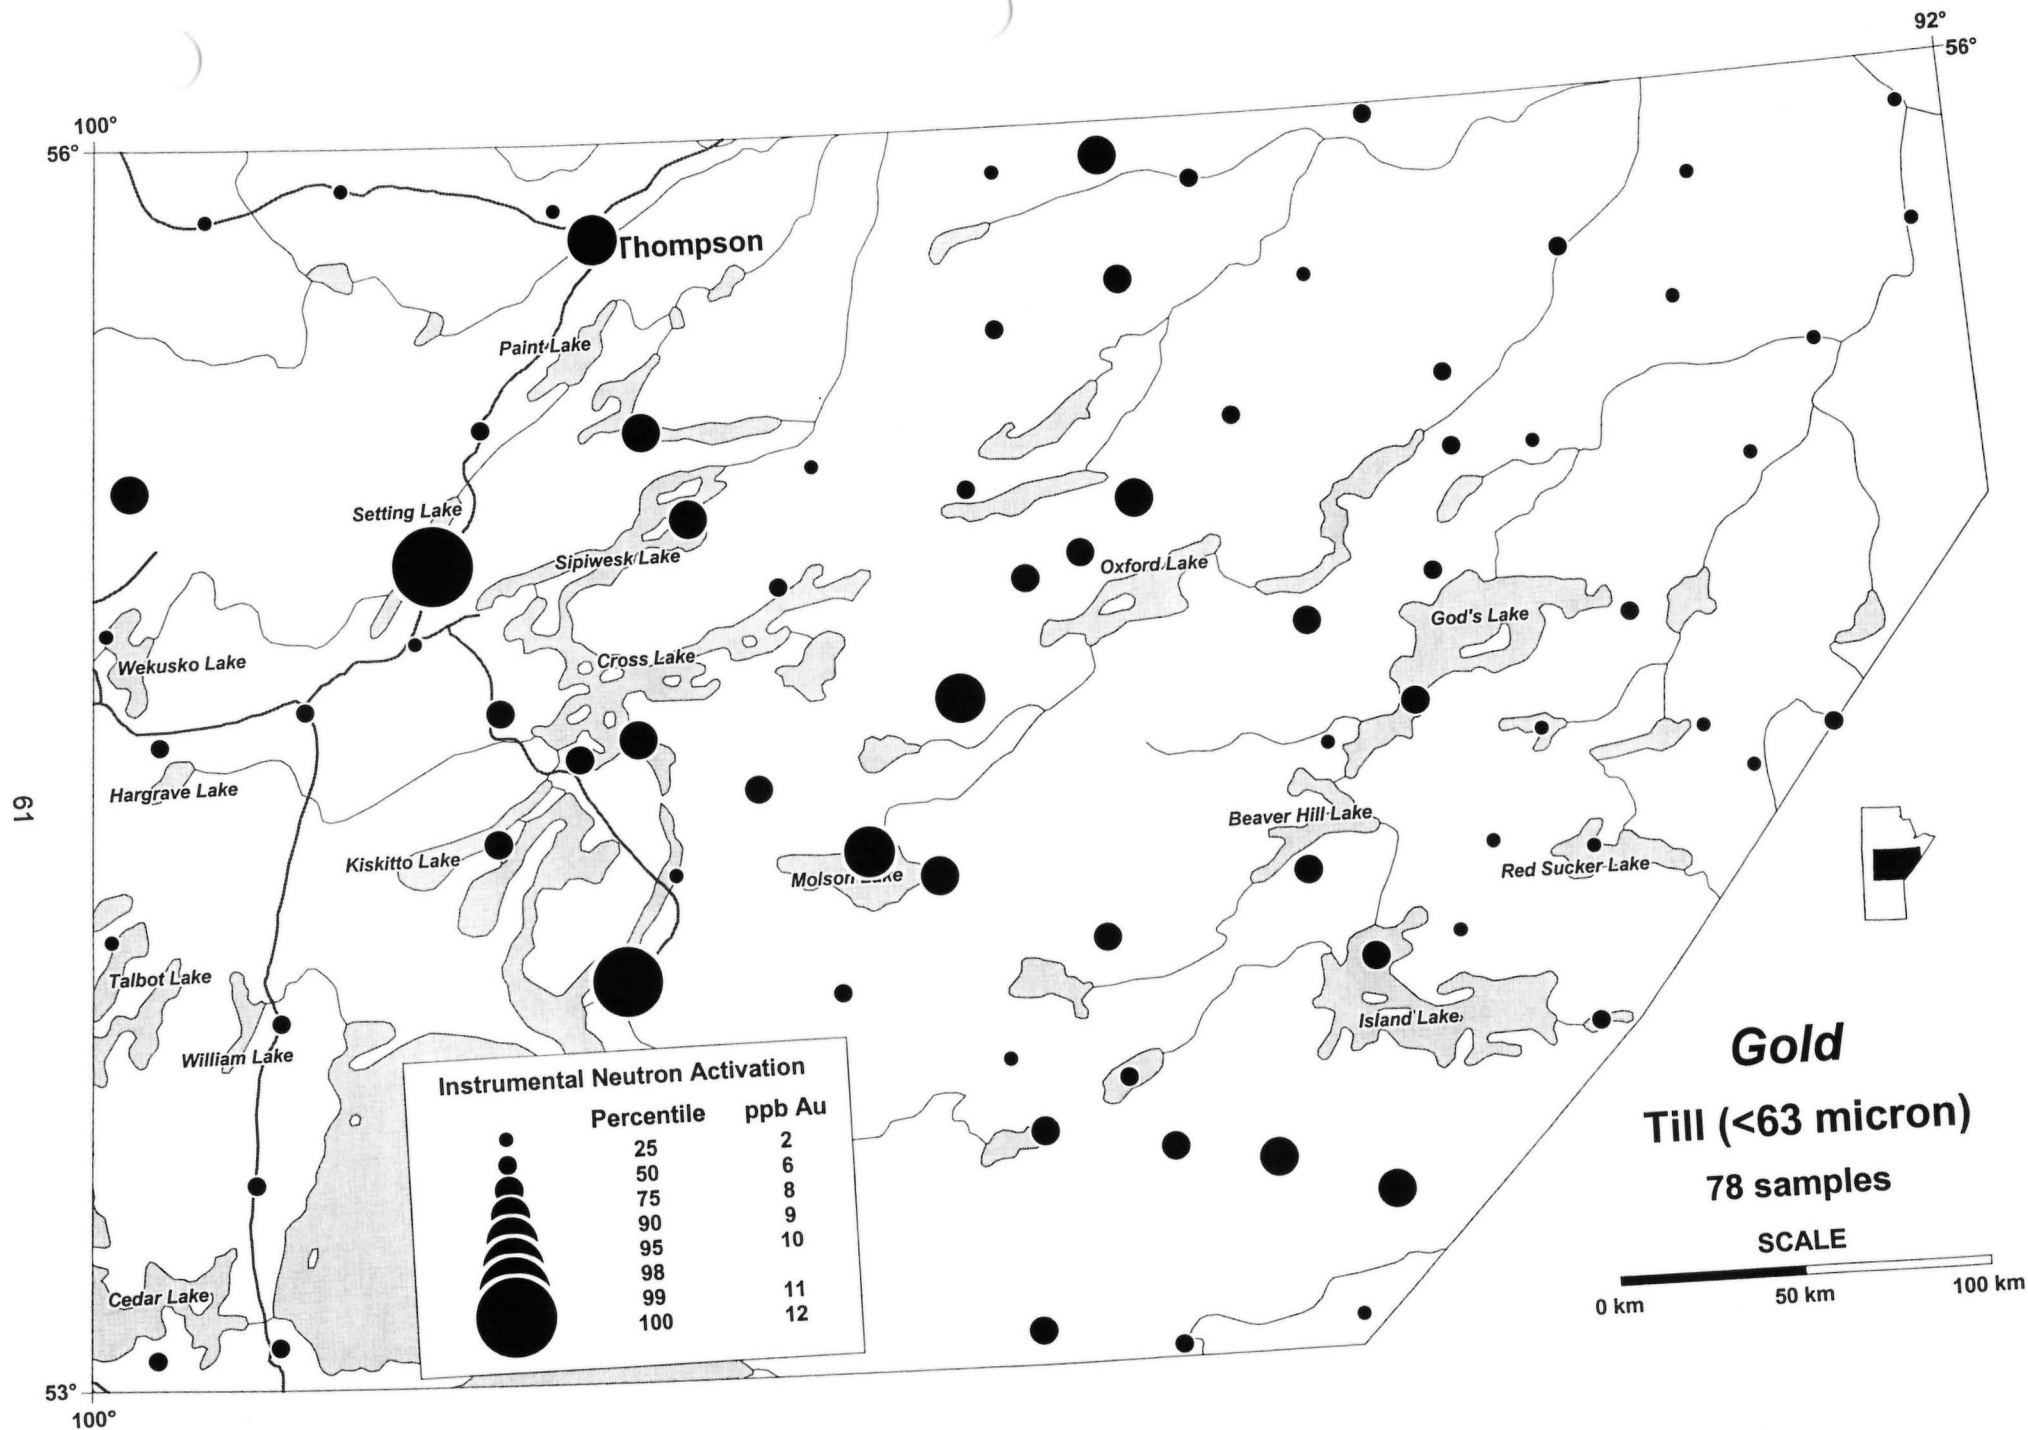 92°
56°
100°
56°
Thompson
Paint Lake
Setting Lake
Sipiwesk Lake
Oxford Lake
God's Lake
Wekusko Lake
Cross Lake
Hargrave Lake
Beaver Hill Lake
Kiskitto Lake
Molson Lake
Red Sucker Lake
61
Talbot Lake
Island Lake
William Lake
Cedar Lake
Instrumental Neutron Activation
Percentile ppb Au
25 2
50 6
75 8
90 9
95 10
98
99 11
100 12
Gold
Till (<63 micron)
78 samples
SCALE
0 km 50 km 100 km
53°
100°